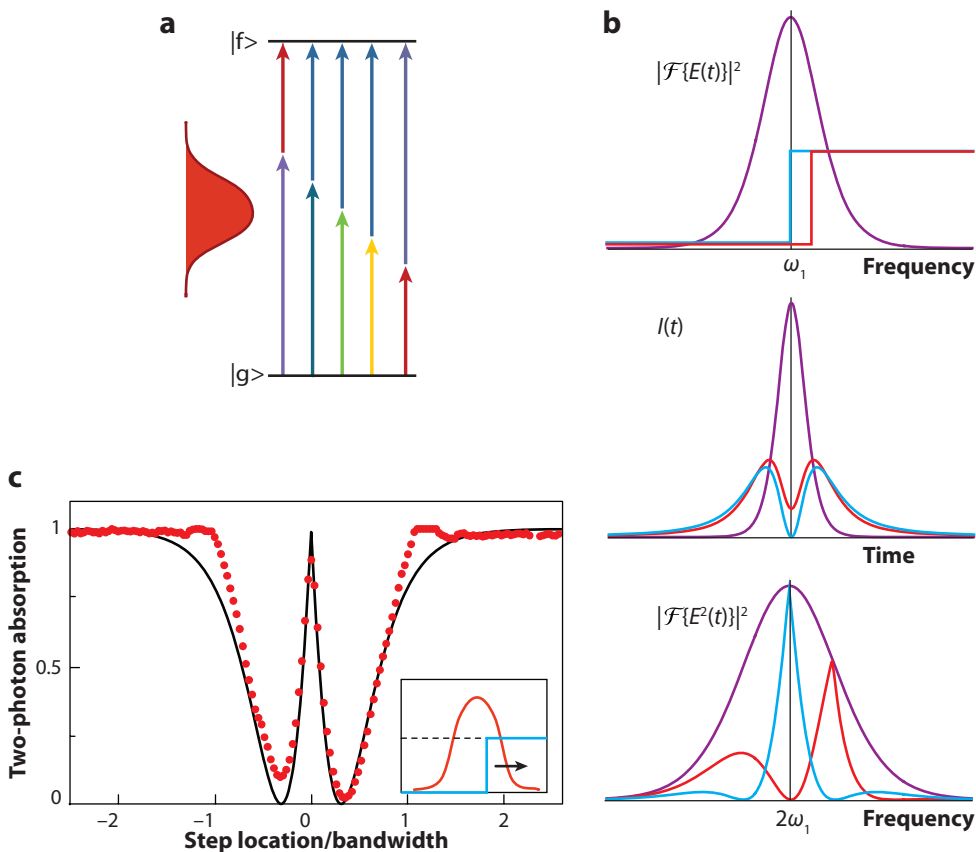 a
|f>
|g>
b
|ℱ{E(t)}|²
ω₁
Frequency
I(t)
Time
|ℱ{E²(t)}|²
2ω₁
Frequency
c
Two-photon absorption
1
0.5
0
−2
−1
0
1
2
Step location/bandwidth